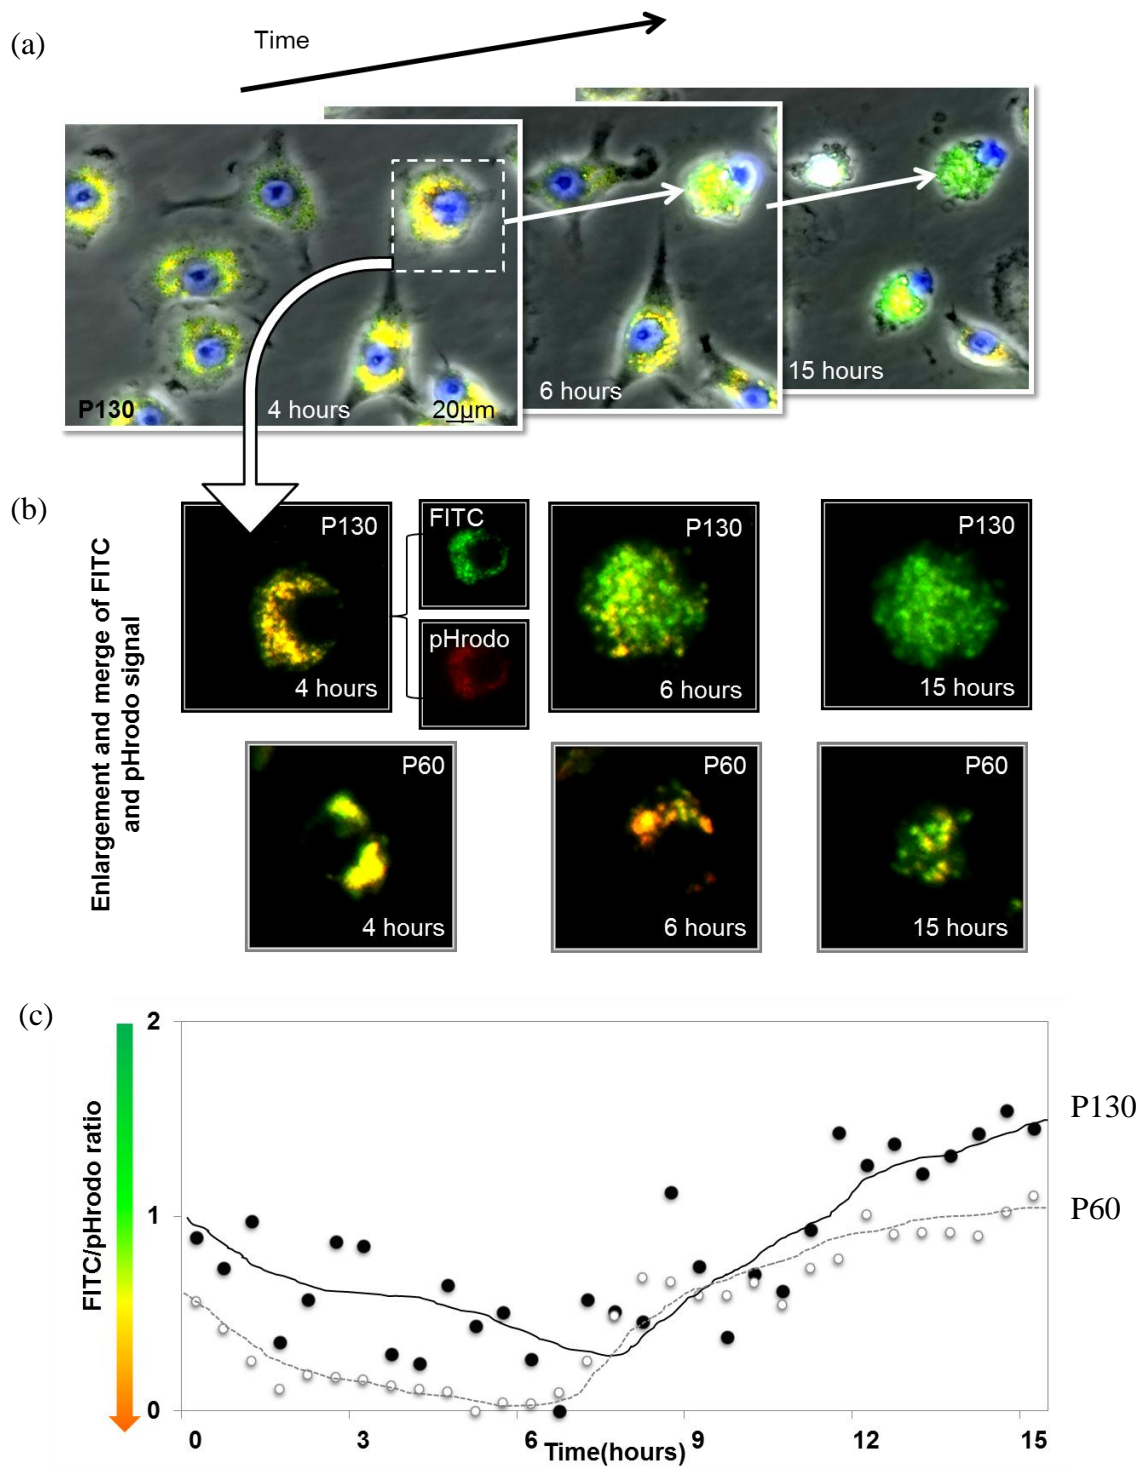 (a)
Time
P130
4 hours
20µm
6 hours
15 hours
(b)
Enlargement and merge of FITC
and pHrodo signal
P130
4 hours
FITC
pHrodo
P130
6 hours
P130
15 hours
P60
4 hours
P60
6 hours
P60
15 hours
(c)
FITC/pHrodo ratio
2
1
0
P130
P60
0 3 6 9 12 15
Time(hours)